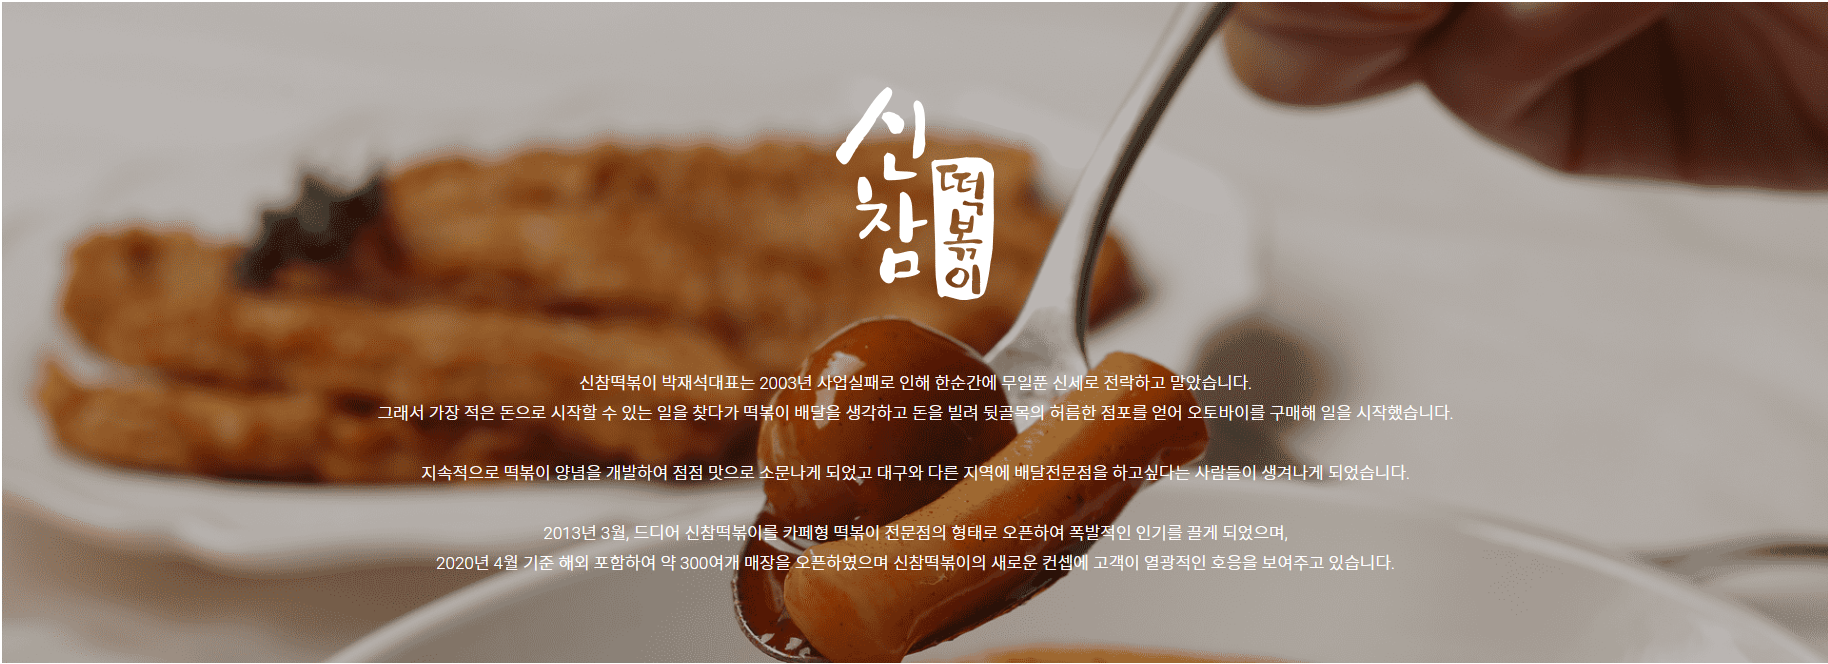 신참
떡볶이
신참떡볶이 박재석대표는 2003년 사업실패로 인해 한순간에 무일푼 신세로 전락하고 말았습니다.
그래서 가장 적은 돈으로 시작할 수 있는 일을 찾다가 떡볶이 배달을 생각하고 돈을 빌려 뒷골목의 허름한 점포를 얻어 오토바이를 구매해 일을 시작했습니다.
지속적으로 떡볶이 양념을 개발하여 점점 맛으로 소문나게 되었고 대구와 다른 지역에 배달전문점을 하고싶다는 사람들이 생겨나게 되었습니다.
2013년 3월, 드디어 신참떡볶이를 카페형 떡볶이 전문점의 형태로 오픈하여 폭발적인 인기를 끌게 되었으며,
2020년 4월 기준 해외 포함하여 약 300여개 매장을 오픈하였으며 신참떡볶이의 새로운 컨셉에 고객이 열광적인 호응을 보여주고 있습니다.